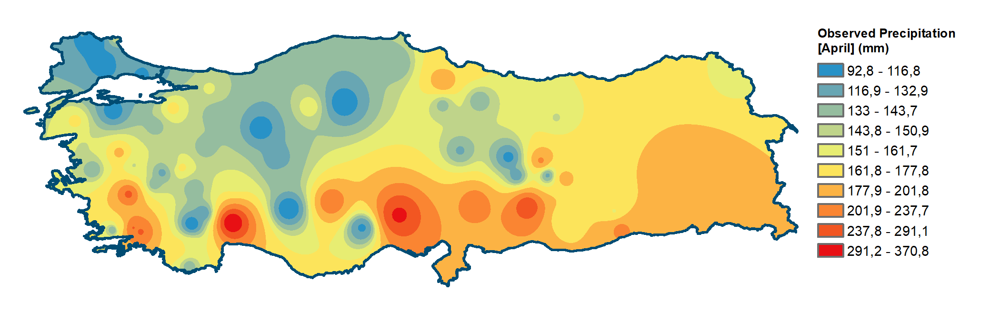 Observed Precipitation
[April] (mm)
92,8 - 116,8
116,9 - 132,9
133 - 143,7
143,8 - 150,9
151 - 161,7
161,8 - 177,8
177,9 - 201,8
201,9 - 237,7
237,8 - 291,1
291,2 - 370,8